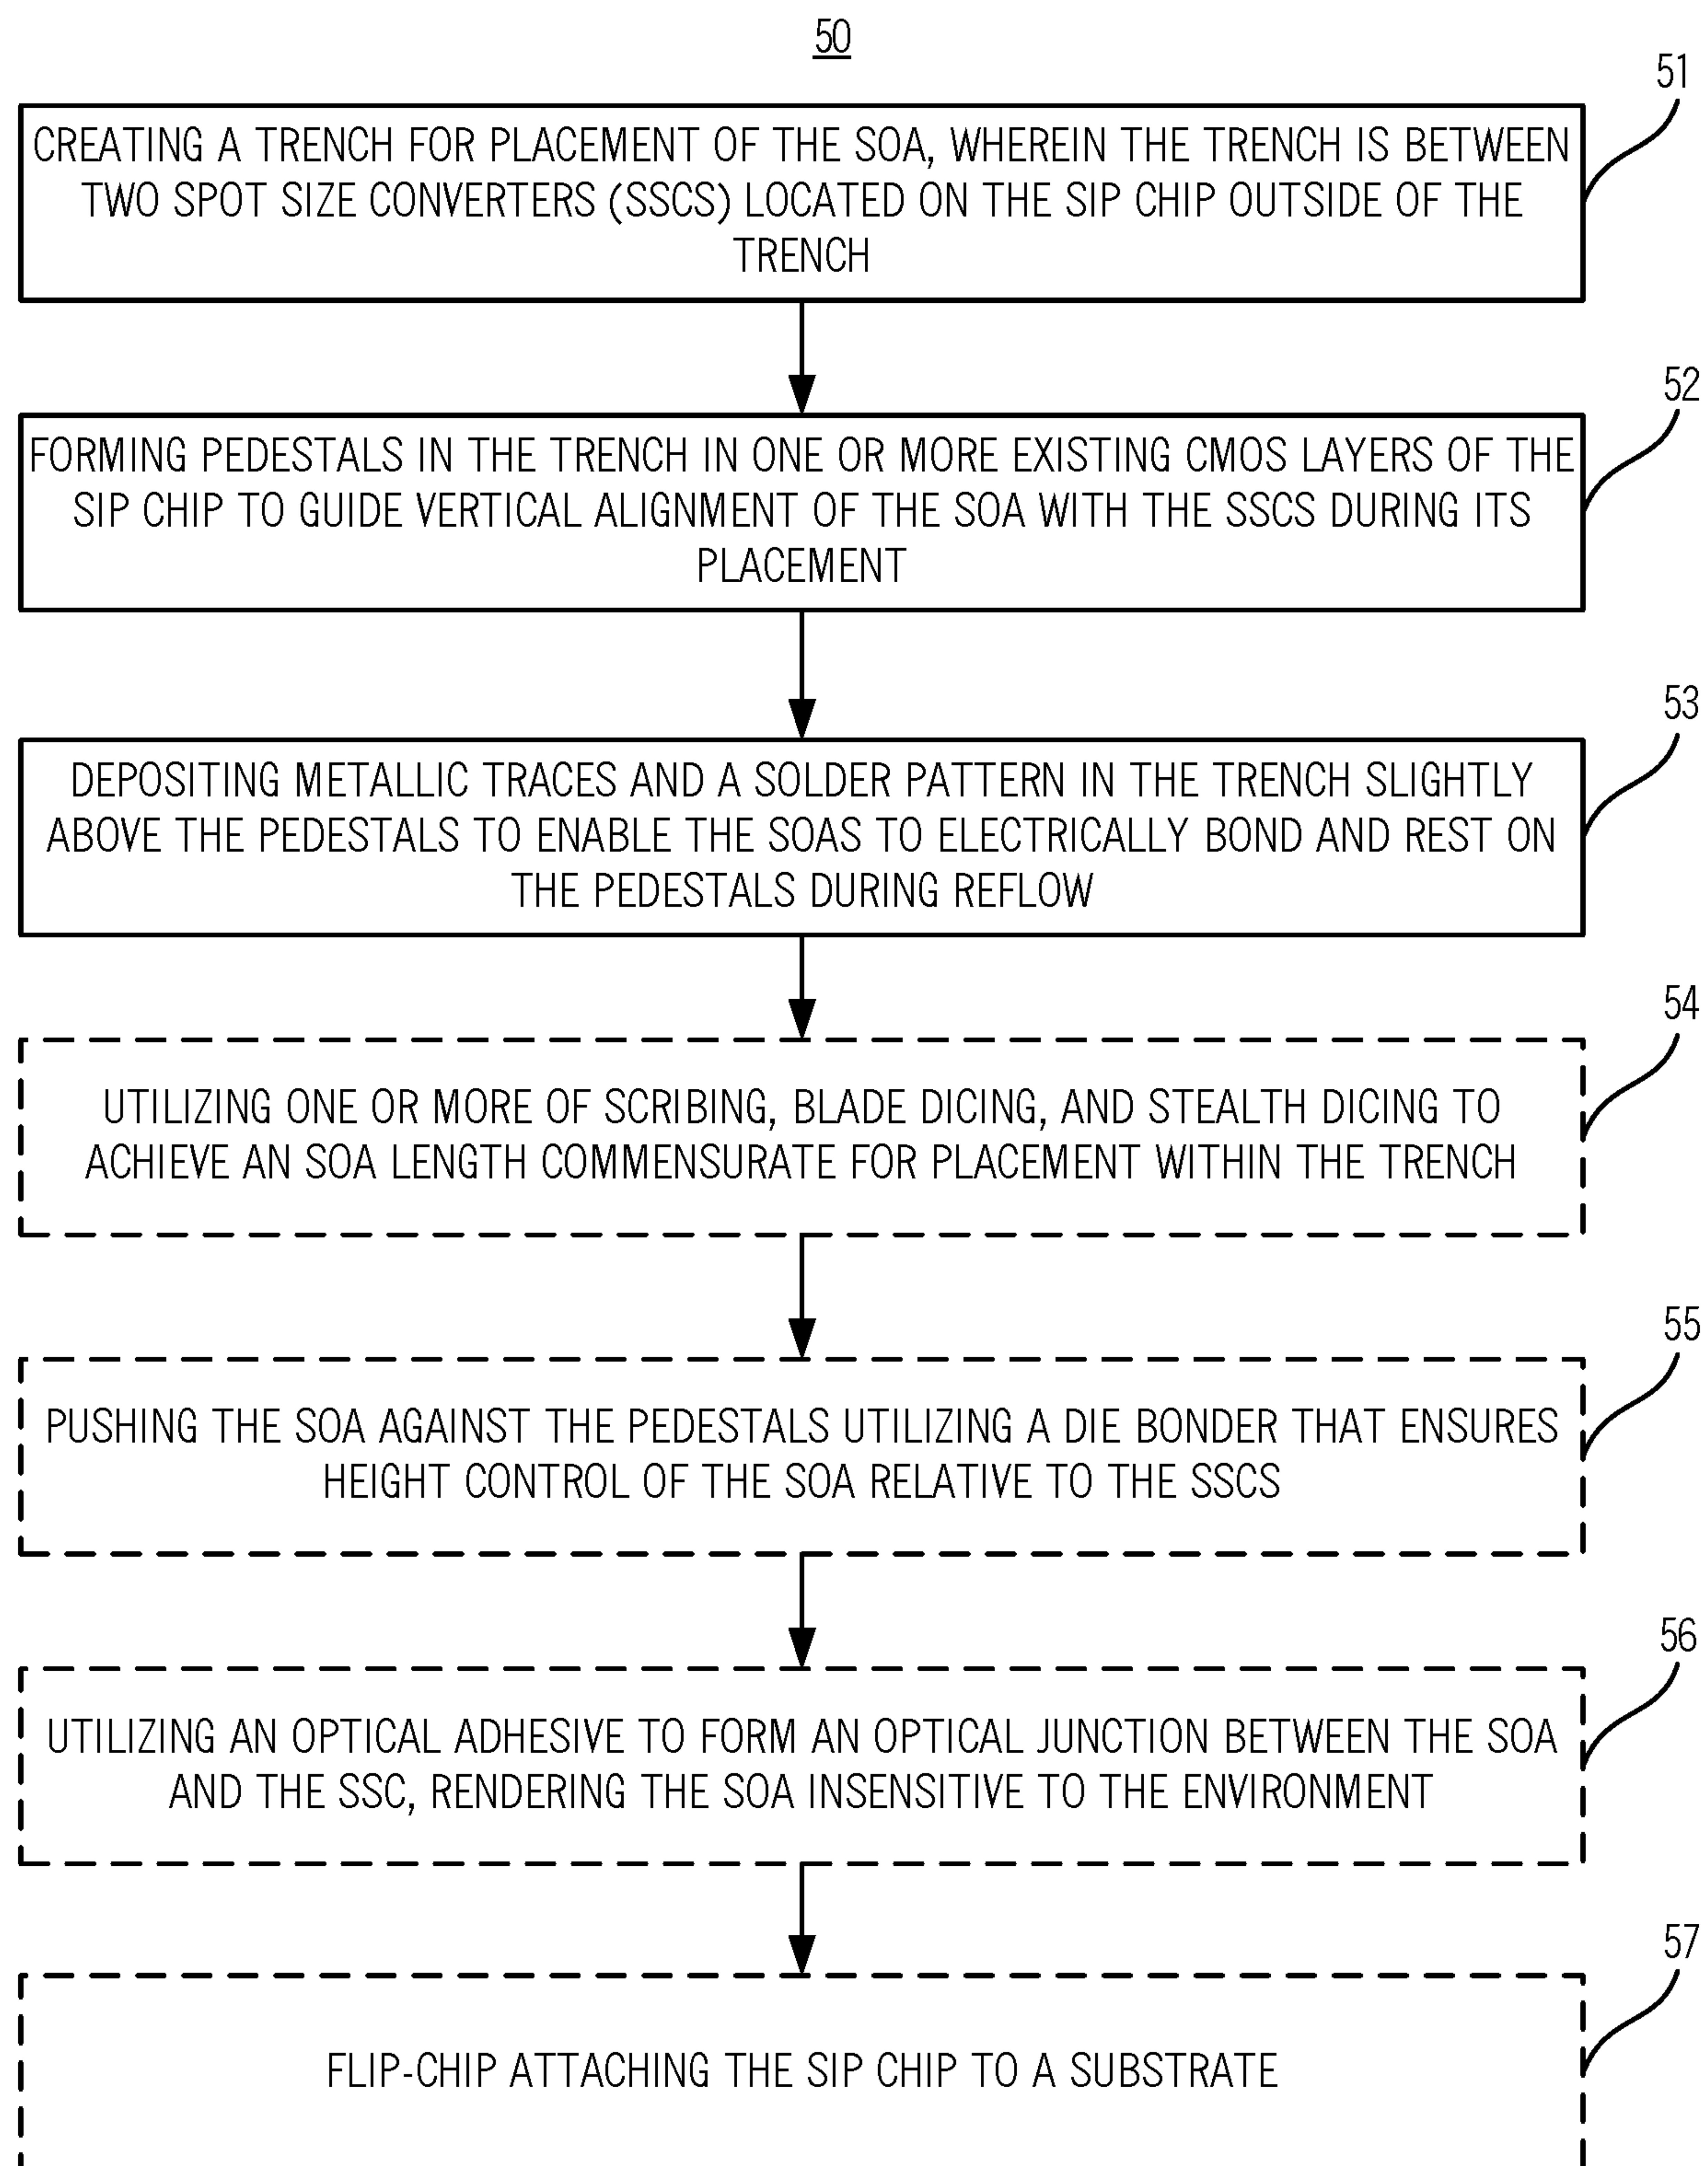 50
51
CREATING A TRENCH FOR PLACEMENT OF THE SOA, WHEREIN THE TRENCH IS BETWEEN
TWO SPOT SIZE CONVERTERS (SSCS) LOCATED ON THE SIP CHIP OUTSIDE OF THE
TRENCH
52
FORMING PEDESTALS IN THE TRENCH IN ONE OR MORE EXISTING CMOS LAYERS OF THE
SIP CHIP TO GUIDE VERTICAL ALIGNMENT OF THE SOA WITH THE SSCS DURING ITS
PLACEMENT
53
DEPOSITING METALLIC TRACES AND A SOLDER PATTERN IN THE TRENCH SLIGHTLY
ABOVE THE PEDESTALS TO ENABLE THE SOAS TO ELECTRICALLY BOND AND REST ON
THE PEDESTALS DURING REFLOW
54
UTILIZING ONE OR MORE OF SCRIBING, BLADE DICING, AND STEALTH DICING TO
ACHIEVE AN SOA LENGTH COMMENSURATE FOR PLACEMENT WITHIN THE TRENCH
55
PUSHING THE SOA AGAINST THE PEDESTALS UTILIZING A DIE BONDER THAT ENSURES
HEIGHT CONTROL OF THE SOA RELATIVE TO THE SSCS
56
UTILIZING AN OPTICAL ADHESIVE TO FORM AN OPTICAL JUNCTION BETWEEN THE SOA
AND THE SSC, RENDERING THE SOA INSENSITIVE TO THE ENVIRONMENT
57
FLIP-CHIP ATTACHING THE SIP CHIP TO A SUBSTRATE